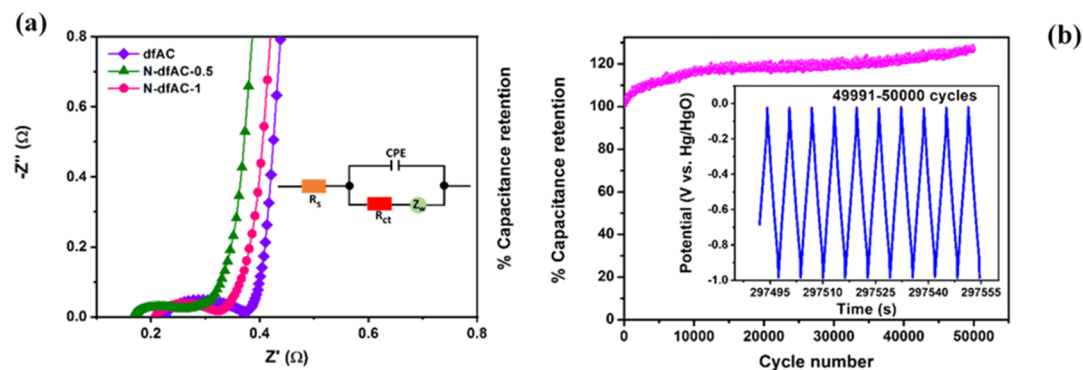 (a)
0.8
0.6
0.4
0.2
0.0
-Z'' (Ω)
dfAC
N-dfAC-0.5
N-dfAC-1
CPE
Rs
Rct
Zw
0.2
0.4
0.6
0.8
Z' (Ω)
% Capacitance retention
(b)
% Capacitance retention
120
100
80
60
40
20
0
0
10000
20000
30000
40000
50000
Cycle number
49991-50000 cycles
Potential (V vs. Hg/HgO)
0.0
-0.2
-0.4
-0.6
-0.8
-1.0
297495
297510
297525
297540
297555
Time (s)